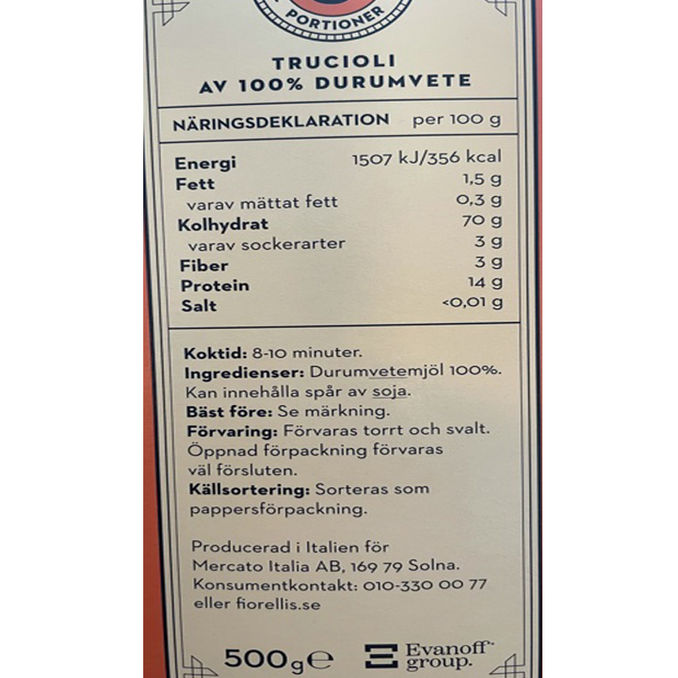 PORTIONER
TRUCIOLI
AV 100% DURUMVETE
NÄRINGSDEKLARATION per 100 g
Energi 1507 kJ/356 kcal
Fett 1,5 g
varav mättat fett 0,3 g
Kolhydrat 70 g
varav sockerarter 3 g
Fiber 3 g
Protein 14 g
Salt <0,01 g
Koktid: 8-10 minuter.
Ingredienser: Durumvetemjöl 100%.
Kan innehålla spår av soja.
Bäst före: Se märkning.
Förvaring: Förvaras torrt och svalt.
Öppnad förpackning förvaras
väl försluten.
Källsortering: Sorteras som
pappersförpackning.
Producerad i Italien för
Mercato Italia AB, 169 79 Solna.
Konsumentkontakt: 010-330 00 77
eller fiorellis.se
500g℮ Evanoff
group.